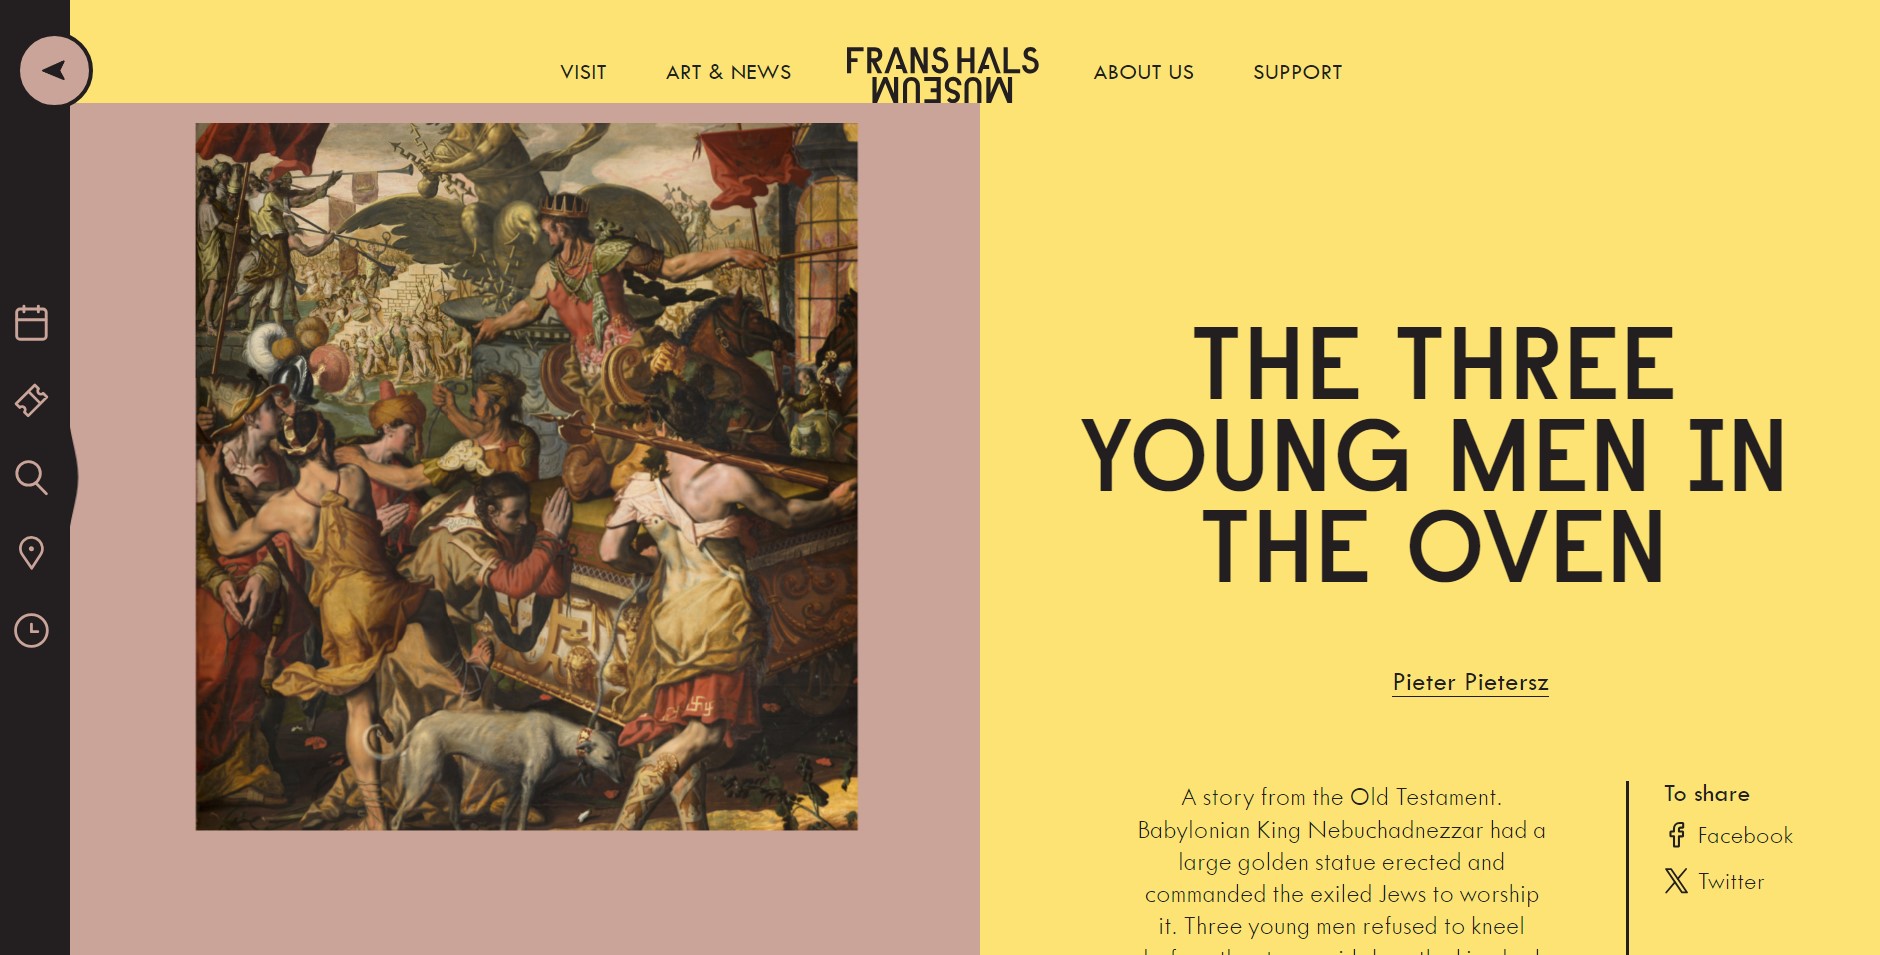 VISIT
ART & NEWS
FRANS HALS
MUSEUM
ABOUT US
SUPPORT
THE THREE
YOUNG MEN IN
THE OVEN
Pieter Pietersz
A story from the Old Testament.
Babylonian King Nebuchadnezzar had a
large golden statue erected and
commanded the exiled Jews to worship
it. Three young men refused to kneel
To share
Facebook
Twitter